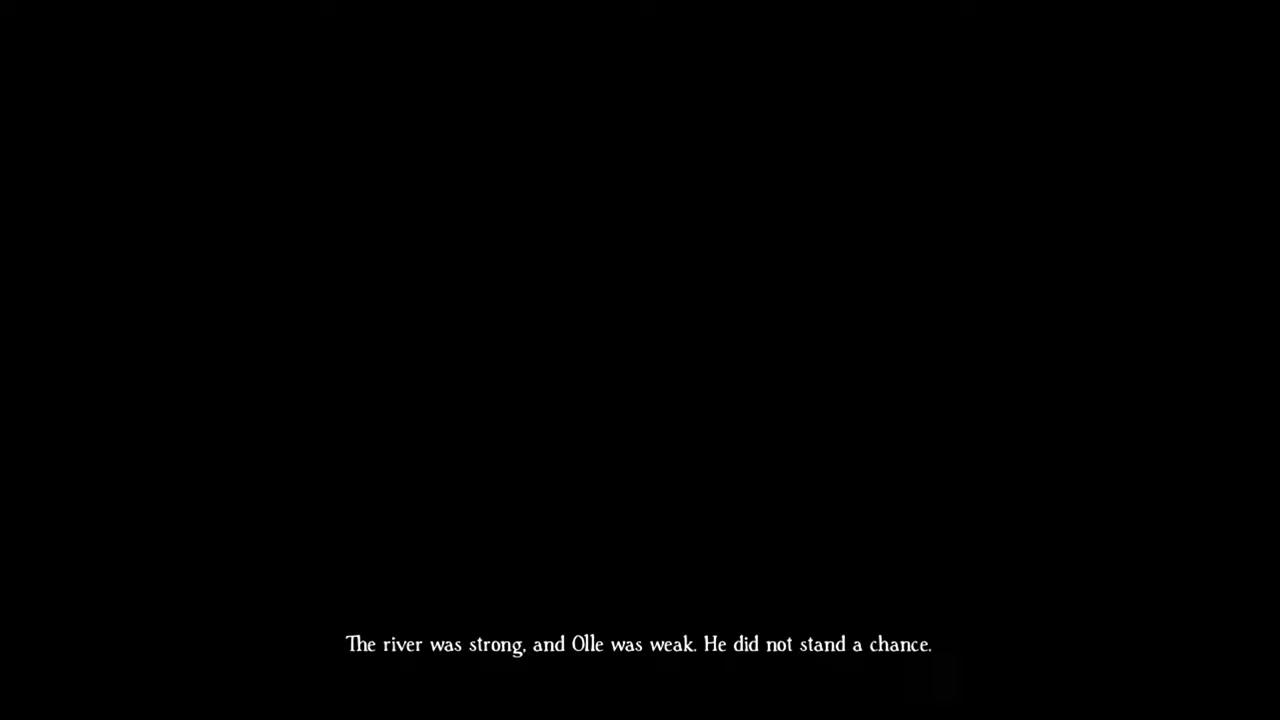 The river was strong, and Olle was weak. He did not stand a chance.